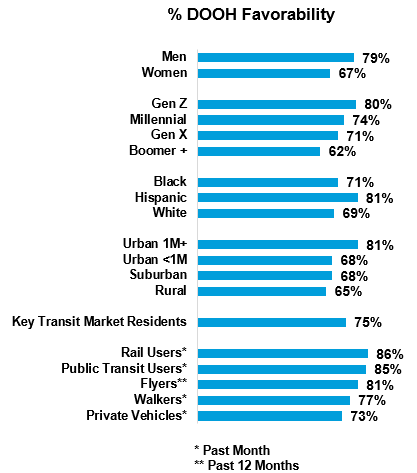 % DOOH Favorability
Men 79%
Women 67%
Gen Z 80%
Millennial 74%
Gen X 71%
Boomer + 62%
Black 71%
Hispanic 81%
White 69%
Urban 1M+ 81%
Urban <1M 68%
Suburban 68%
Rural 65%
Key Transit Market Residents 75%
Rail Users* 86%
Public Transit Users* 85%
Flyers** 81%
Walkers* 77%
Private Vehicles* 73%
* Past Month
** Past 12 Months